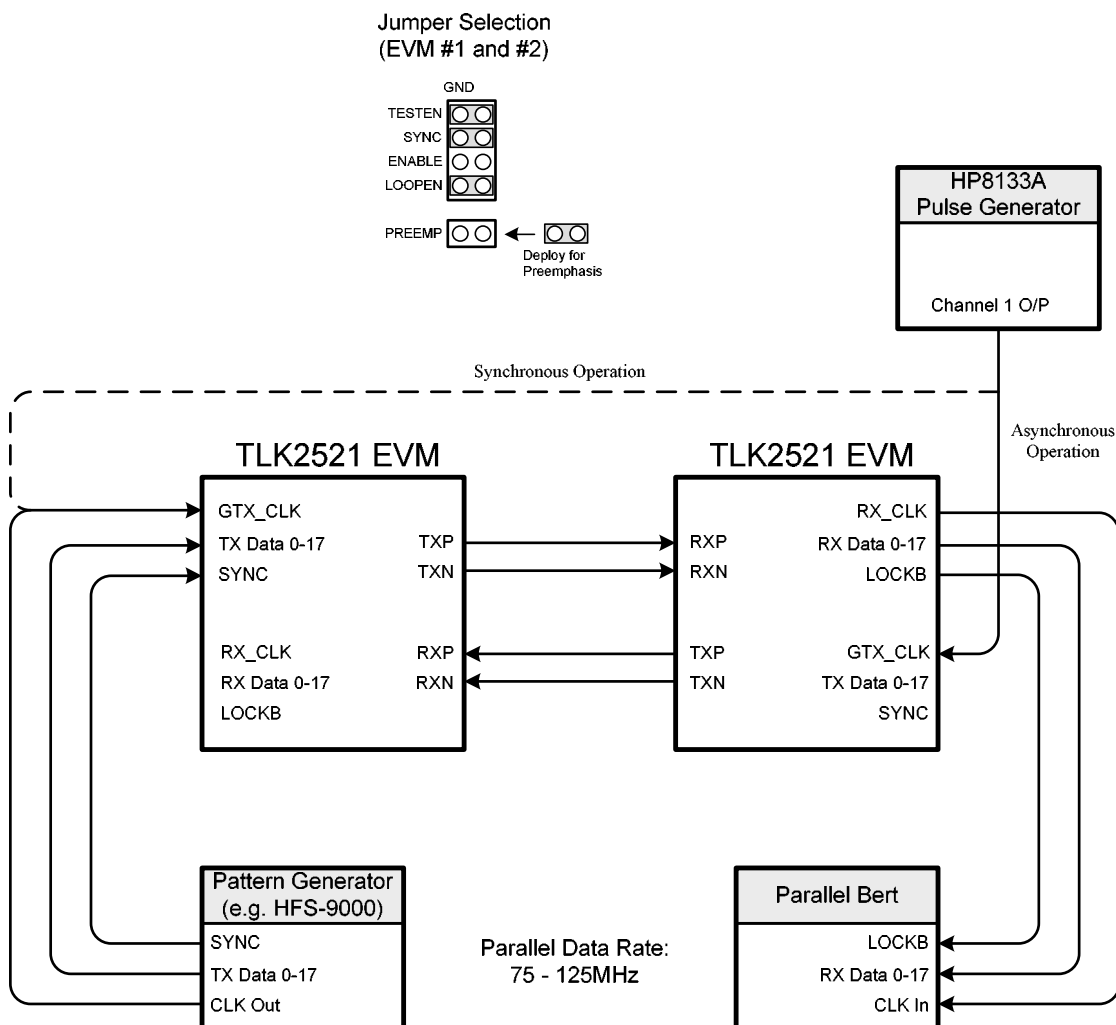 Jumper Selection
(EVM #1 and #2)
GND
TESTEN
SYNC
ENABLE
LOOPEN
PREEMP
Deploy for
Preemphasis
HP8133A
Pulse Generator
Channel 1 O/P
Synchronous Operation
Asynchronous
Operation
TLK2521 EVM
GTX_CLK
TX Data 0-17
SYNC
TXP
TXN
RX_CLK
RX Data 0-17
LOCKB
RXP
RXN
TLK2521 EVM
RXP
RXN
RX_CLK
RX Data 0-17
LOCKB
TXP
TXN
GTX_CLK
TX Data 0-17
SYNC
Pattern Generator
(e.g. HFS-9000)
SYNC
TX Data 0-17
CLK Out
Parallel Data Rate:
75 - 125MHz
Parallel Bert
LOCKB
RX Data 0-17
CLK In